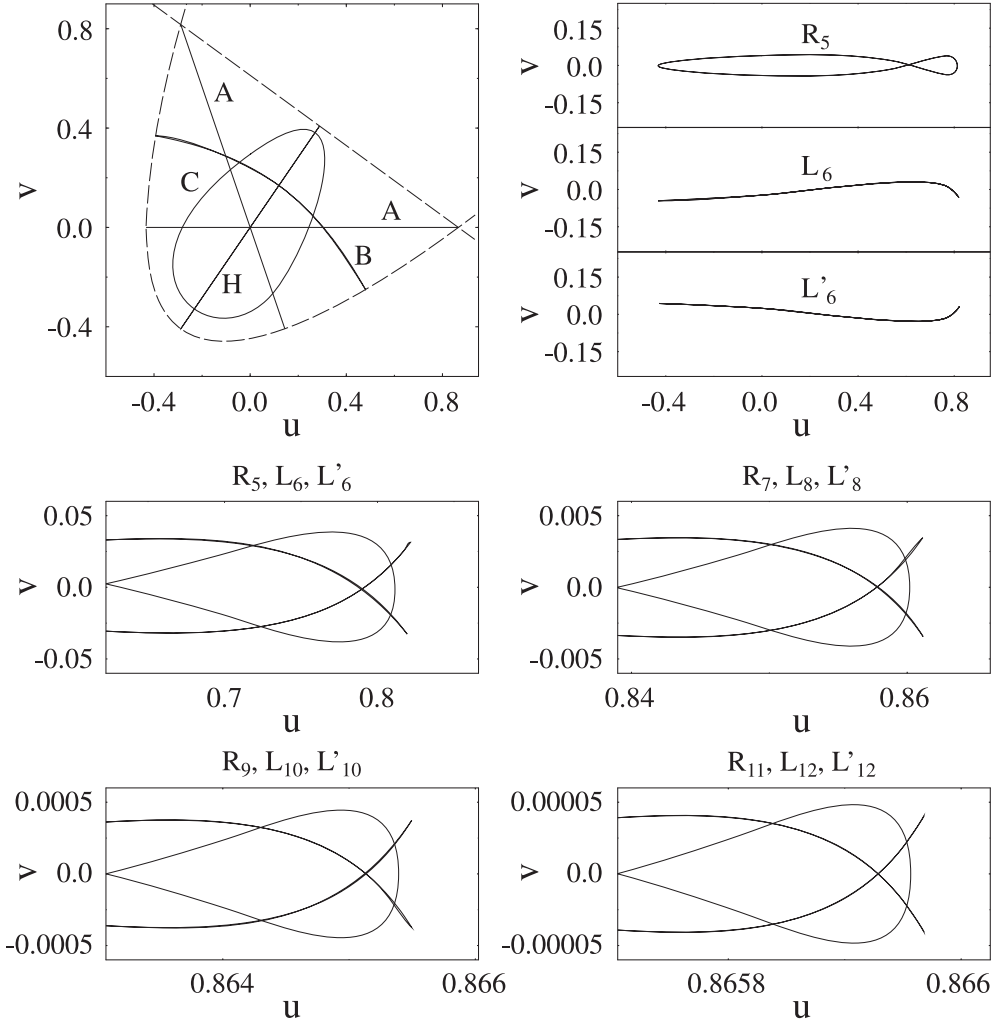 0.8
0.4
0.0
-0.4
v
A
C
A
B
H
-0.4 0.0 0.4 0.8
u
0.15
0.0
-0.15
v
R5
0.15
0.0
-0.15
v
L6
0.15
0.0
-0.15
v
L'6
-0.4 0.0 0.4 0.8
u
R5, L6, L'6
0.05
0.0
-0.05
v
0.7 0.8
u
R7, L8, L'8
0.005
0.0
-0.005
v
0.84 0.86
u
R9, L10, L'10
0.0005
0.0
-0.0005
v
0.864 0.866
u
R11, L12, L'12
0.00005
0.0
-0.00005
v
0.8658 0.866
u